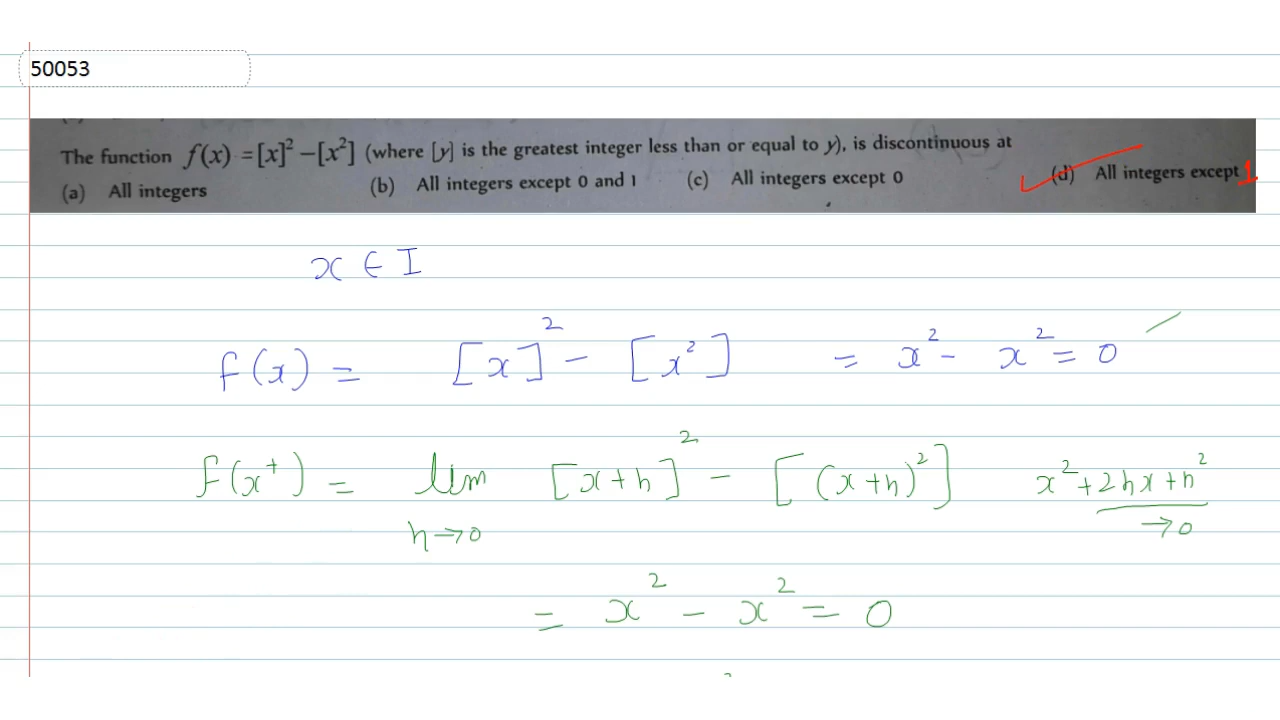 50053
The function f(x) = [x]² – [x²] (where [y] is the greatest integer less than or equal to y), is discontinuous at
(a) All integers (b) All integers except 0 and 1 (c) All integers except 0 (d) All integers except 1
x ∈ I
f(x) = [x]² – [x²] = x² – x² = 0
f(x⁺) = lim [x+h]² – [(x+h)²] x² + 2hx + h²
h→0 →0
= x² – x² = 0